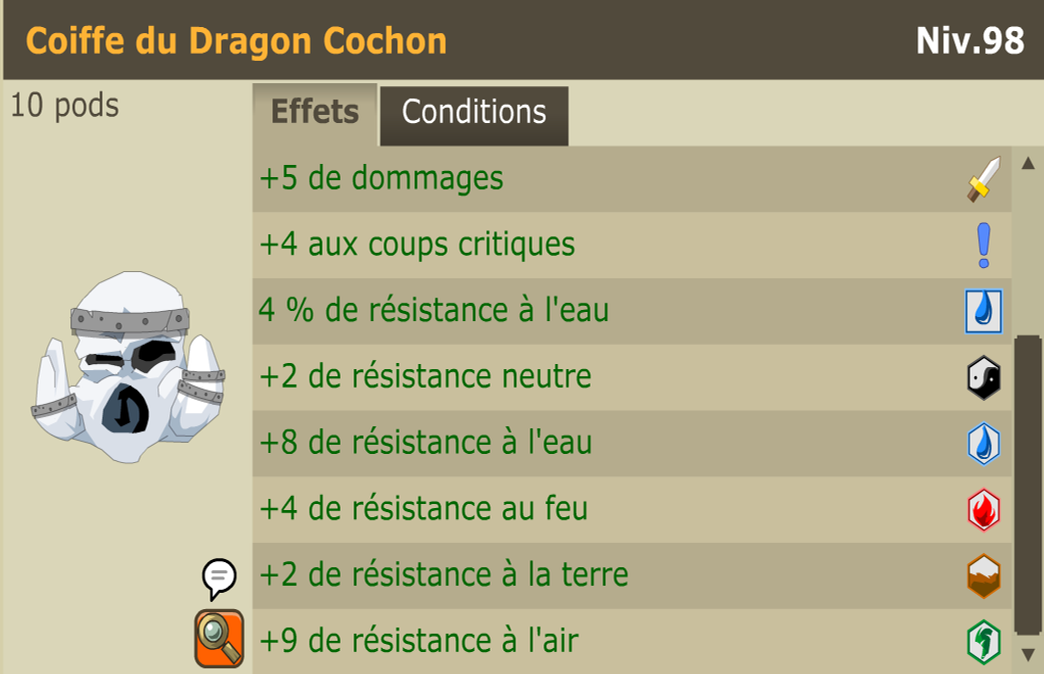 Coiffe du Dragon Cochon
Niv.98
10 pods
Effets
Conditions
+5 de dommages
+4 aux coups critiques
4 % de résistance à l'eau
+2 de résistance neutre
+8 de résistance à l'eau
+4 de résistance au feu
+2 de résistance à la terre
+9 de résistance à l'air